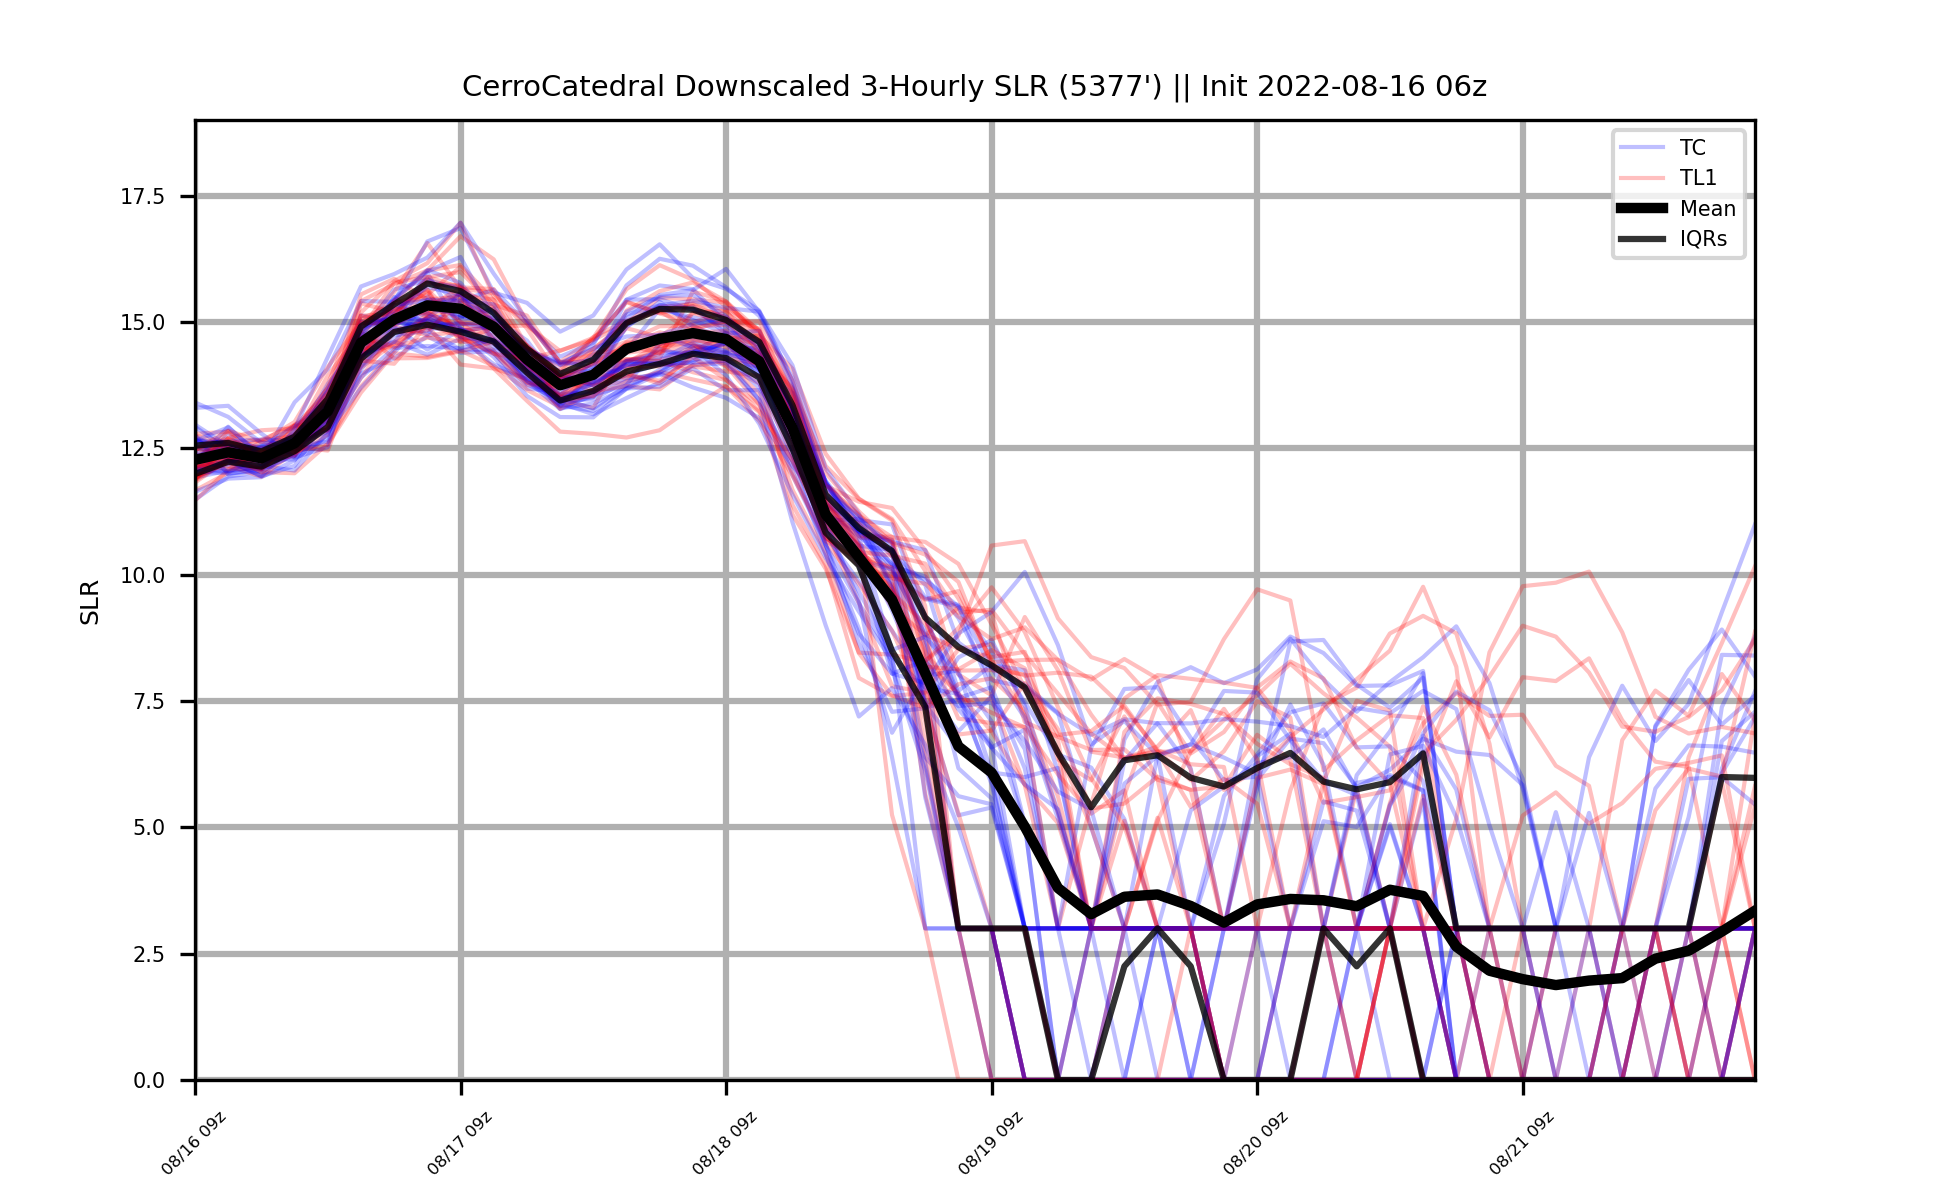 CerroCatedral Downscaled 3-Hourly SLR (5377') || Init 2022-08-16 06z
TC
TL1
Mean
IQRs
17.5
15.0
12.5
10.0
7.5
5.0
2.5
0.0
SLR
08/16 09z
08/17 09z
08/18 09z
08/19 09z
08/20 09z
08/21 09z